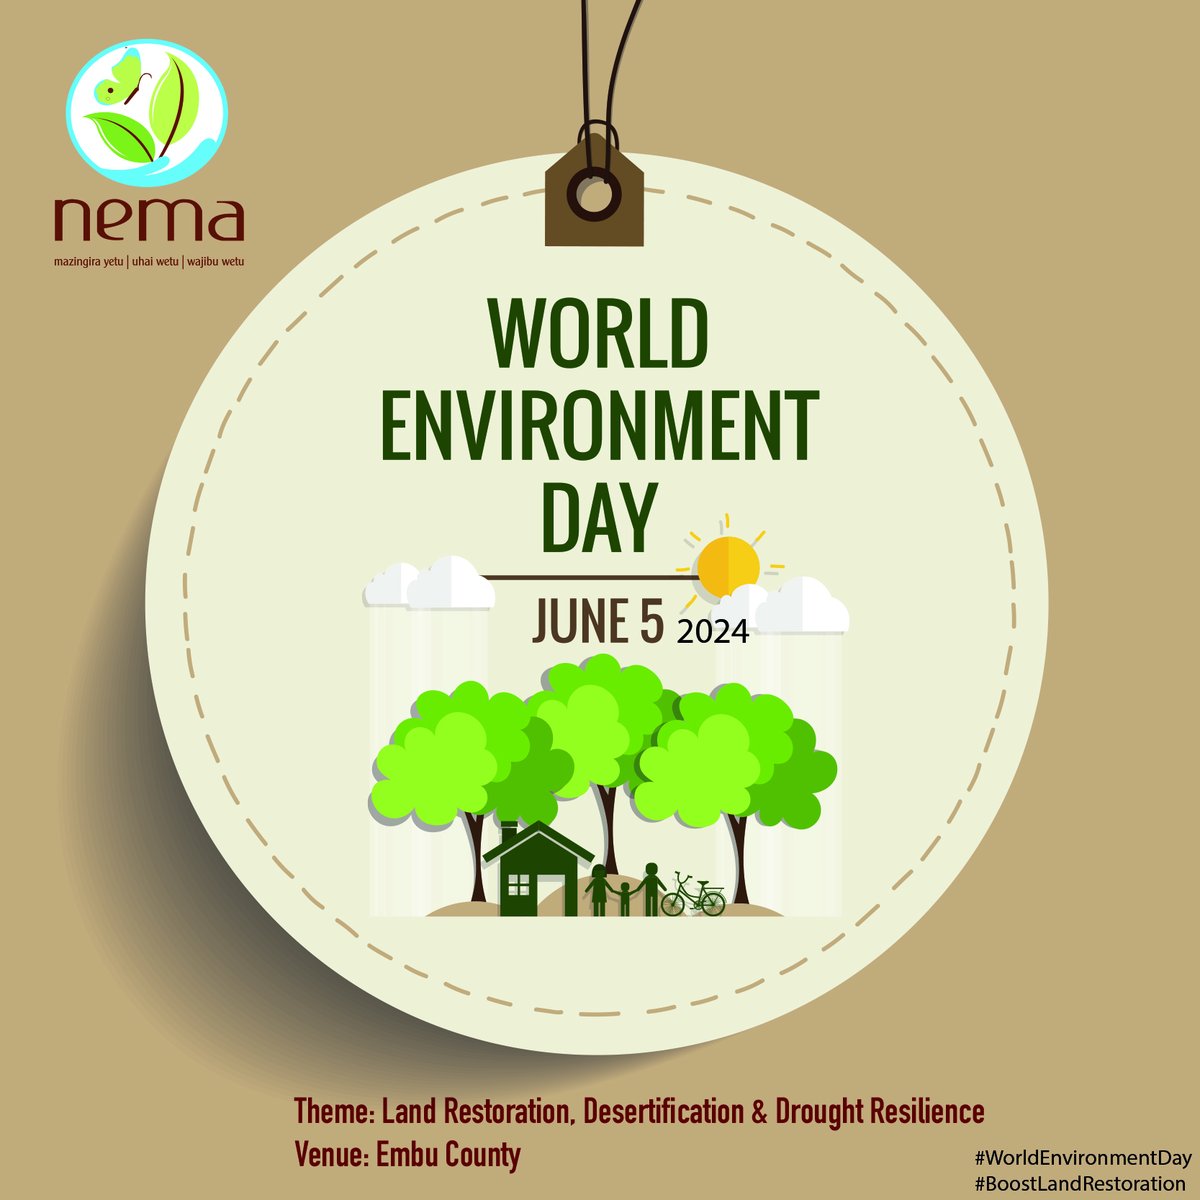 nema
mazingira yetu | uhai wetu | wajibu wetu
WORLD
ENVIRONMENT
DAY
JUNE 5 2024
Theme: Land Restoration, Desertification & Drought Resilience
Venue: Embu County
#WorldEnvironmentDay
#BoostLandRestoration